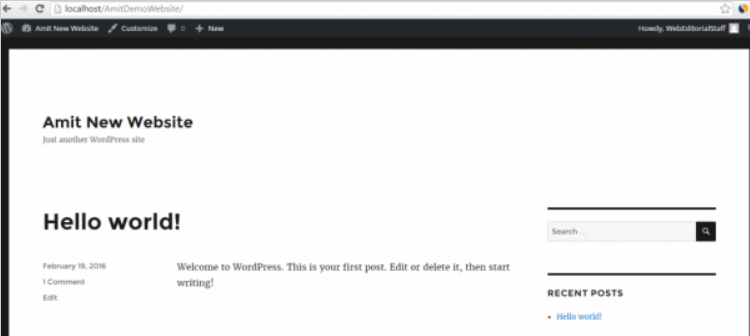 localhost/AmitDemoWebsite/
Amit New Website Customize 0 New Howdy, WebEditorialStaff
Amit New Website
Just another WordPress site
Hello world!
Search ...
February 19, 2016
1 Comment
Edit
Welcome to WordPress. This is your first post. Edit or delete it, then start
writing!
RECENT POSTS
Hello world!